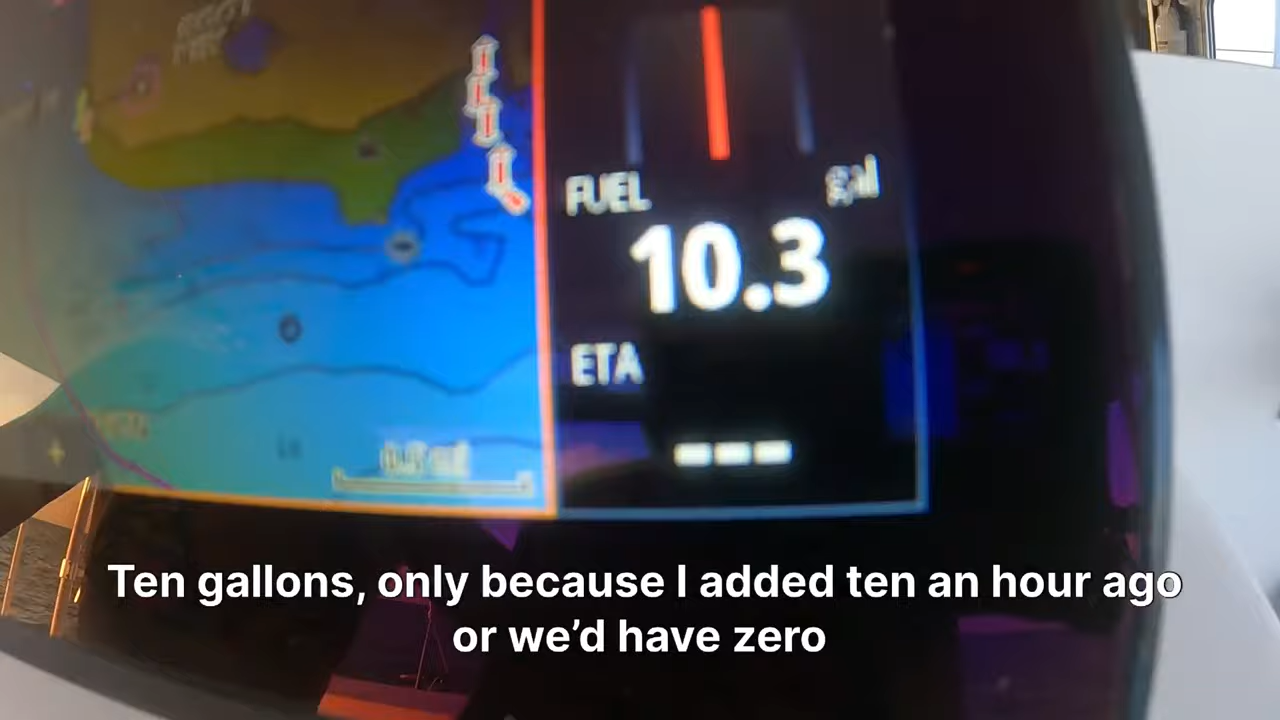 FUEL
gal
10.3
ETA
---
Ten gallons, only because I added ten an hour ago
or we’d have zero